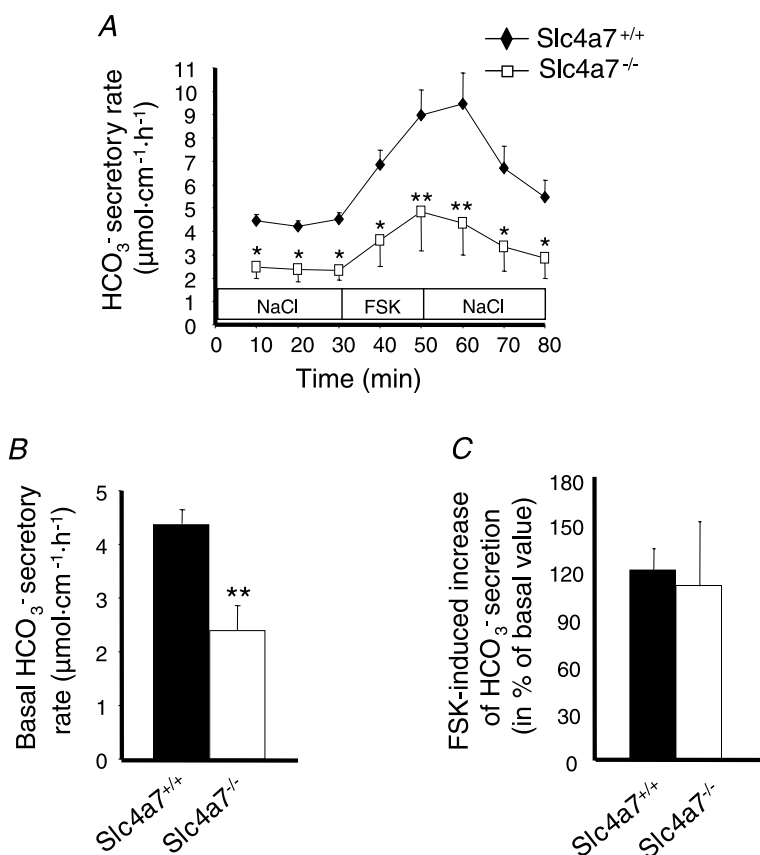 A
Slc4a7+/+
Slc4a7-/-
HCO3- secretory rate
(µmol·cm-1·h-1)
11
10
9
8
7
6
5
4
3
2
1
0
** **
* *
* * * *
NaCl FSK NaCl
0 10 20 30 40 50 60 70 80
Time (min)
B
Basal HCO3- secretory
rate (µmol·cm-1·h-1)
5
4
3
2
1
0
**
Slc4a7+/+
Slc4a7-/-
C
FSK-induced increase
of HCO3- secretion
(in % of basal value)
180
150
120
90
60
30
0
Slc4a7+/+
Slc4a7-/-